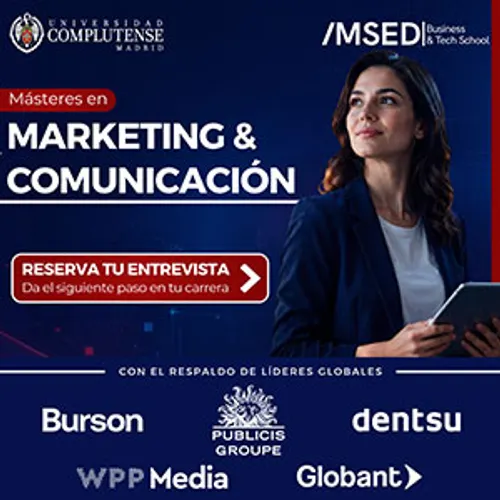 UNIVERSIDAD
COMPLUTENSE
MADRID
/MSED
Business
& Tech School
Másteres en
MARKETING &
COMUNICACIÓN
RESERVA TU ENTREVISTA
Da el siguiente paso en tu carrera
CON EL RESPALDO DE LÍDERES GLOBALES
Burson
PUBLICIS
GROUPE
dentsu
WPP Media
Globant